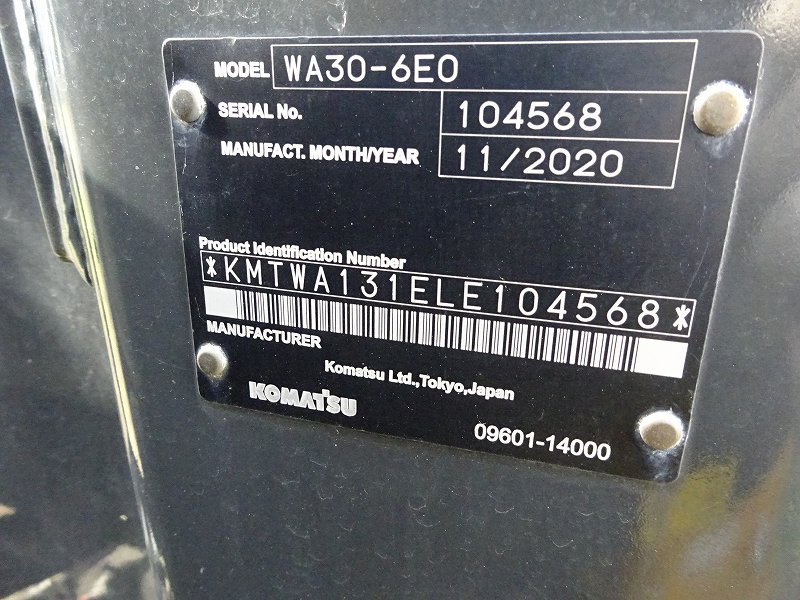 MODEL WA30-6E0
SERIAL No. 104568
MANUFACT. MONTH/YEAR 11/2020
Product Identification Number
*KMTWA131ELE104568*
MANUFACTURER
Komatsu Ltd.,Tokyo,Japan
KOMATSU
09601-14000